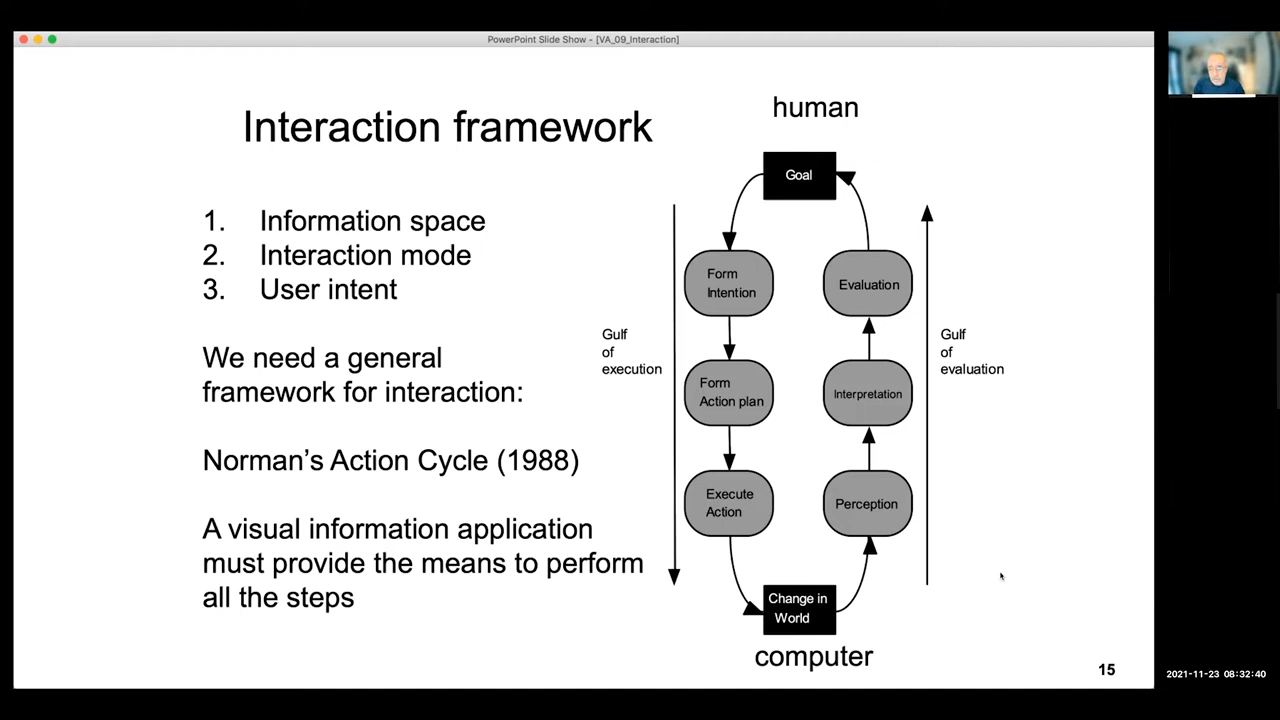 PowerPoint Slide Show - [VA_09_Interaction]
Interaction framework
1. Information space
2. Interaction mode
3. User intent
We need a general
framework for interaction:
Norman's Action Cycle (1988)
A visual information application
must provide the means to perform
all the steps
human
Goal
Form
Intention
Evaluation
Gulf
of
execution
Gulf
of
evaluation
Form
Action plan
Interpretation
Execute
Action
Perception
Change in
World
computer
15
2021-11-23 08:32:40